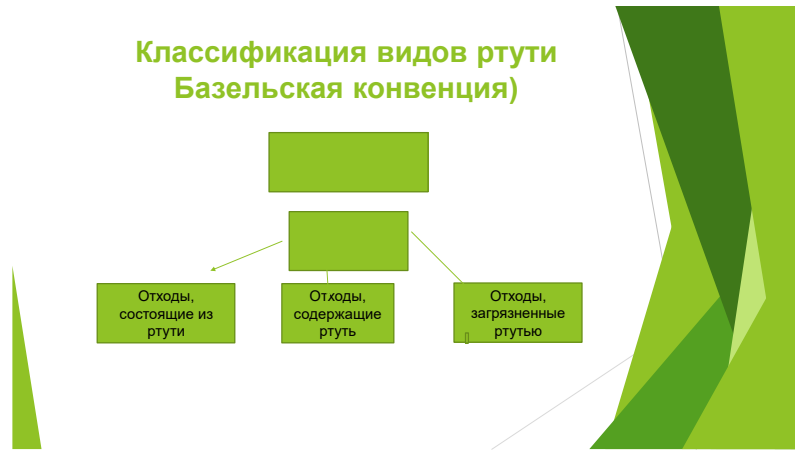 Классификация видов ртути
Базельская конвенция)
Отходы,
состоящие из
ртути
Отходы,
содержащие
ртуть
Отходы,
загрязненные
ртутью